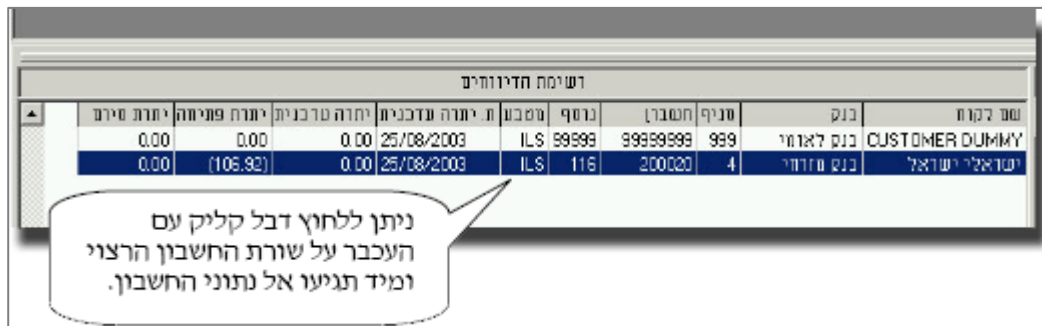 רשימת הדיווחים
שם לקוח בנק סניף חשבון נוסף מטבע ת. יתרה עדכנית יתרה עדכנית יתרת פתיחה יתרת סגירה
CUSTOMER DUMMY בנק לאומי 999 99999999 99999 ILS 25/08/2003 0.00 0.00 0.00
ישראלי ישראל בנק מזרחי 4 200020 116 ILS 25/08/2003 0.00 (106.92) 0.00
ניתן ללחוץ דבל קליק עם
העכבר על שורת החשבון הרצוי
ומיד תגיעו אל נתוני החשבון.